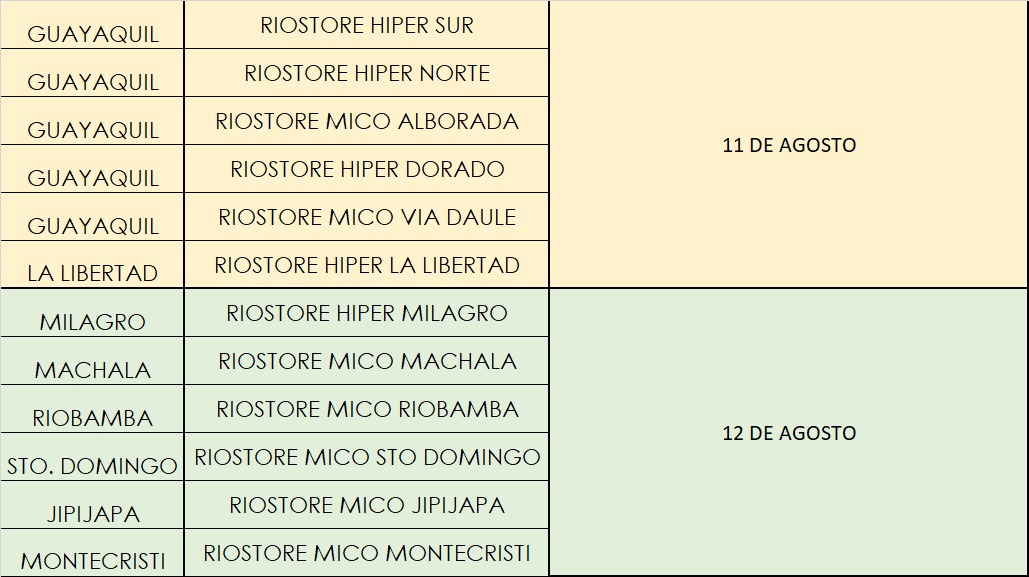 GUAYAQUIL RIOSTORE HIPER SUR
GUAYAQUIL RIOSTORE HIPER NORTE
GUAYAQUIL RIOSTORE MICO ALBORADA
11 DE AGOSTO
GUAYAQUIL RIOSTORE HIPER DORADO
GUAYAQUIL RIOSTORE MICO VIA DAULE
LA LIBERTAD RIOSTORE HIPER LA LIBERTAD
MILAGRO RIOSTORE HIPER MILAGRO
MACHALA RIOSTORE MICO MACHALA
RIOBAMBA RIOSTORE MICO RIOBAMBA
12 DE AGOSTO
STO. DOMINGO RIOSTORE MICO STO DOMINGO
JIPIJAPA RIOSTORE MICO JIPIJAPA
MONTECRISTI RIOSTORE MICO MONTECRISTI